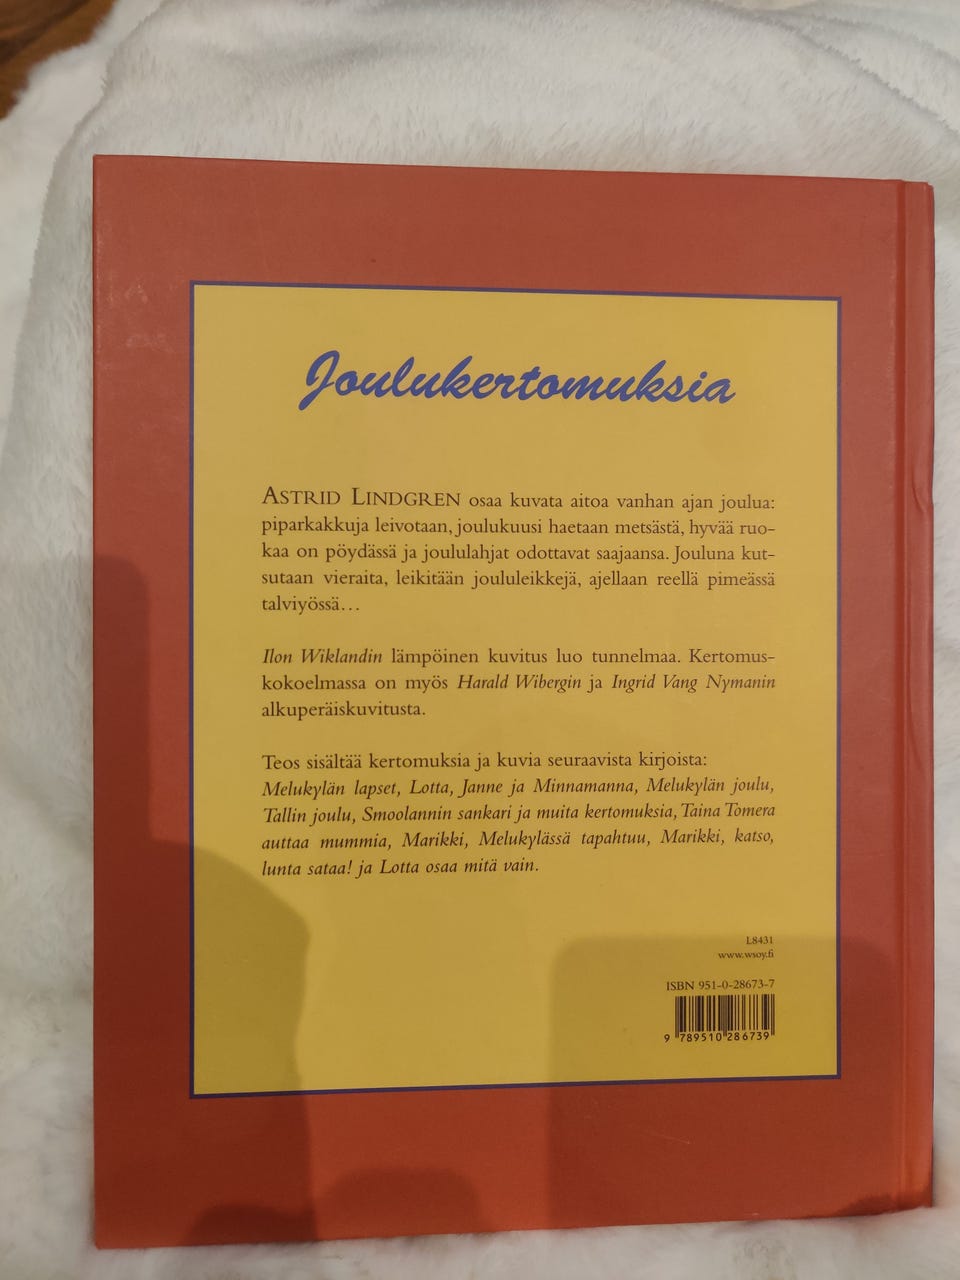 Joulukertomuksia
ASTRID LINDGREN osaa kuvata aitoa vanhan ajan joulua:
piparkakkuja leivotaan, joulukuusi haetaan metsästä, hyvää ruo-
kaa on pöydässä ja joululahjat odottavat saajaansa. Jouluna kut-
sutaan vieraita, leikitään joululeikkejä, ajellaan reellä pimeässä
talviyössä...
Ilon Wiklandin lämpöinen kuvitus luo tunnelmaa. Kertomus-
kokoelmassa on myös Harald Wibergin ja Ingrid Vang Nymanin
alkuperäiskuvitusta.
Teos sisältää kertomuksia ja kuvia seuraavista kirjoista:
Melukylän lapset, Lotta, Janne ja Minnamanna, Melukylän joulu,
Tallin joulu, Smoolannin sankari ja muita kertomuksia, Taina Tomera
auttaa mummia, Marikki, Melukylässä tapahtuu, Marikki, katso,
lunta sataa! ja Lotta osaa mitä vain.
L8431
www.wsoy.fi
ISBN 951-0-28673-7
9 789510 286739